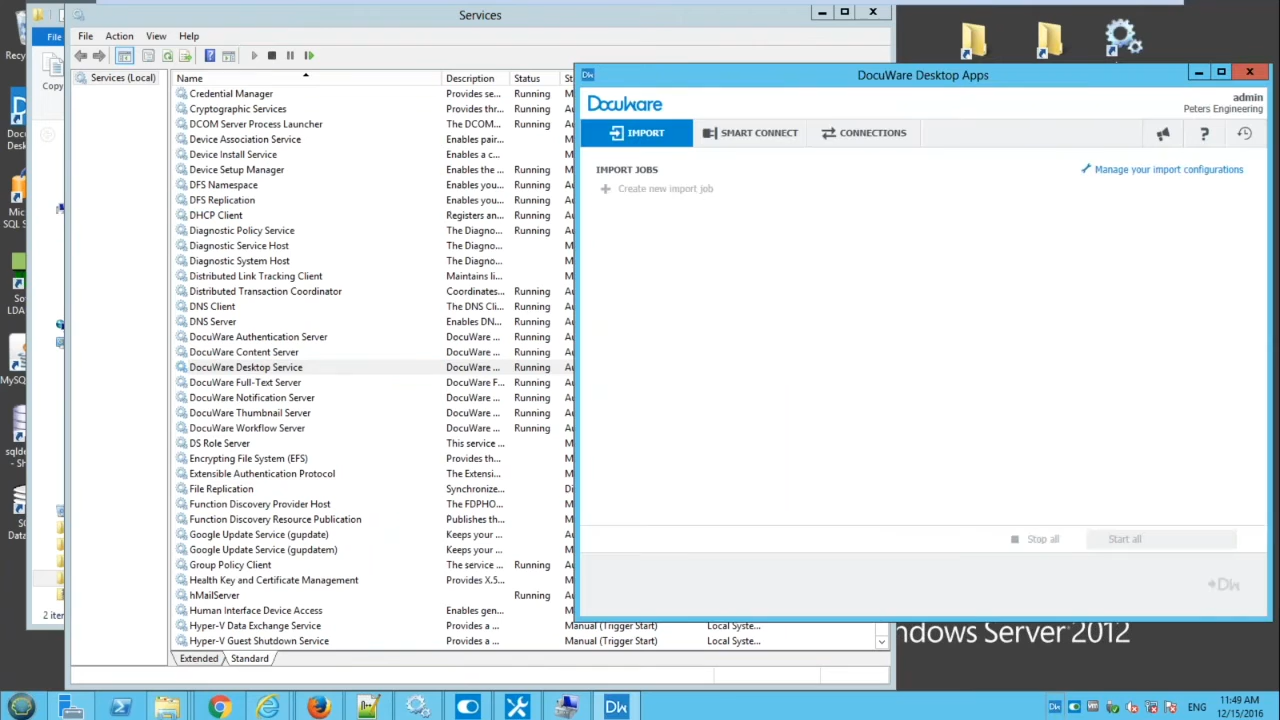 Services
File Action View Help
Services (Local)
Name Description Status
Credential Manager Provides se... Running
Cryptographic Services Provides thr... Running
DCOM Server Process Launcher The DCOM... Running
Device Association Service Enables pair...
Device Install Service Enables a c...
Device Setup Manager Enables the ... Running
DFS Namespace Enables you... Running
DFS Replication Enables you... Running
DHCP Client Registers an... Running
Diagnostic Policy Service The Diagno... Running
Diagnostic Service Host The Diagno...
Diagnostic System Host The Diagno...
Distributed Link Tracking Client Maintains li...
Distributed Transaction Coordinator Coordinates... Running
DNS Client The DNS Cli... Running
DNS Server Enables DN... Running
DocuWare Authentication Server DocuWare ... Running
DocuWare Content Server DocuWare ... Running
DocuWare Desktop Service DocuWare ... Running
DocuWare Full-Text Server DocuWare F... Running
DocuWare Notification Server DocuWare ... Running
DocuWare Thumbnail Server DocuWare ... Running
DocuWare Workflow Server DocuWare ... Running
DS Role Server This service ...
Encrypting File System (EFS) Provides th...
Extensible Authentication Protocol The Extensi...
File Replication Synchronize...
Function Discovery Provider Host The FDPHO...
Function Discovery Resource Publication Publishes th...
Google Update Service (gupdate) Keeps your ...
Google Update Service (gupdatem) Keeps your ...
Group Policy Client The service ... Running
Health Key and Certificate Management Provides X.5...
hMailServer Running
Human Interface Device Access Enables gen...
Hyper-V Data Exchange Service Provides a ... Manual (Trigger Start) Local Syste...
Hyper-V Guest Shutdown Service Provides a ... Manual (Trigger Start) Local Syste...
Extended Standard
File
Copy
2 iter
DocuWare Desktop Apps
DocuWare
admin
Peters Engineering
IMPORT SMART CONNECT CONNECTIONS
IMPORT JOBS
Manage your import configurations
Create new import job
Stop all Start all
Dw
ndows Server 2012
ENG
11:49 AM
12/15/2016